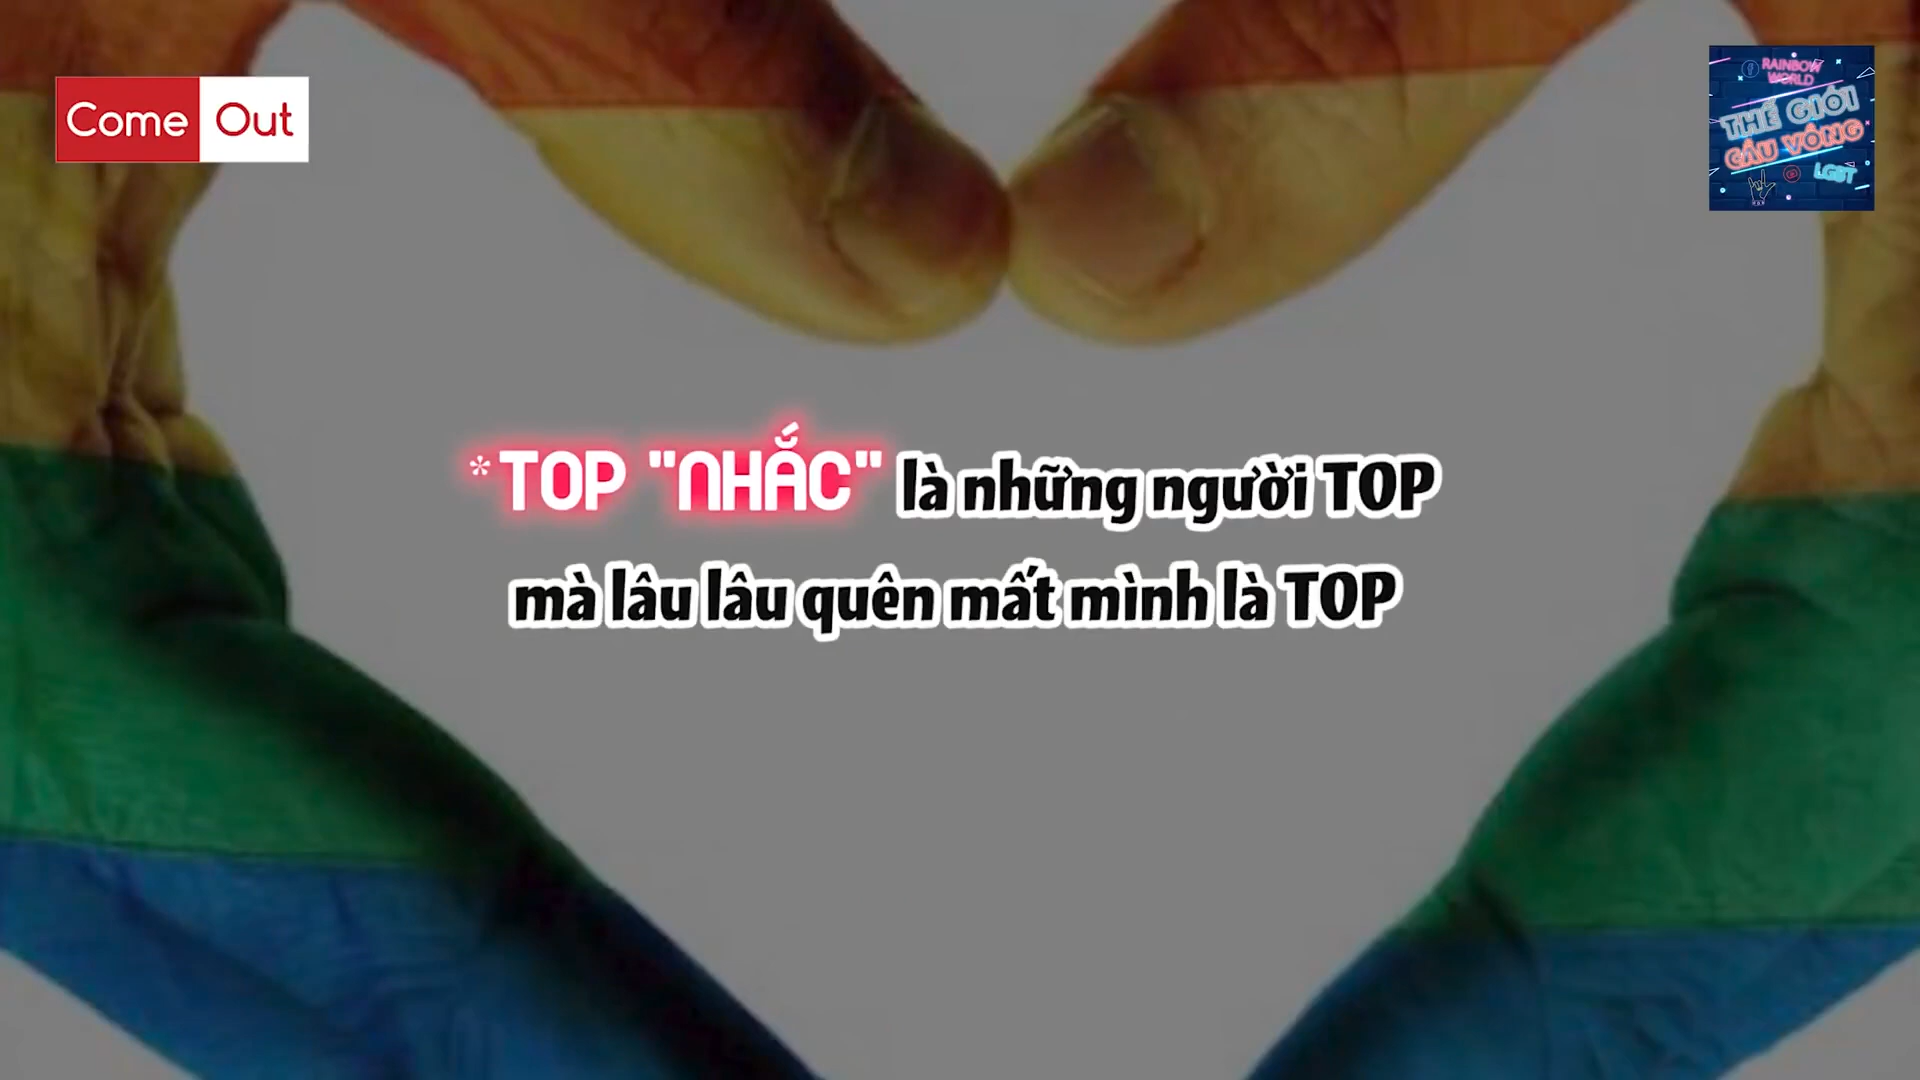 Come Out
RAINBOW
WORLD
THẾ GIỚI
CẦU VỒNG
LGBT
*TOP "NHẮC" là những người TOP
mà lâu lâu quên mất mình là TOP